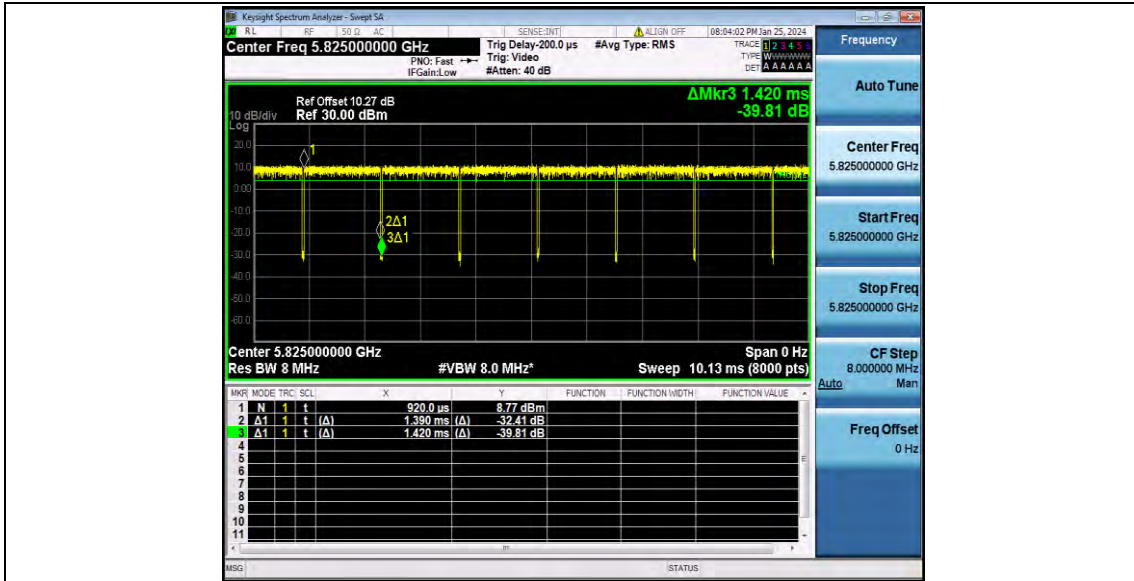 Keysight Spectrum Analyzer - Swept SA
RL RF 50 Ω AC SENSE:INT ALIGN OFF 08:04:02 PM Jan 25, 2024
Center Freq 5.825000000 GHz
PNO: Fast
IFGain:Low
Trig Delay-200.0 µs
Trig: Video
#Atten: 40 dB
#Avg Type: RMS
TRACE 1 2 3 4 5 6
TYPE W
DET A A A A A A
Frequency
Auto Tune
Center Freq
5.825000000 GHz
Start Freq
5.825000000 GHz
Stop Freq
5.825000000 GHz
CF Step
8.000000 MHz
Auto Man
Freq Offset
0 Hz
10 dB/div
Log
Ref Offset 10.27 dB
Ref 30.00 dBm
ΔMkr3 1.420 ms
-39.81 dB
20.0
10.0
0.00
-10.0
-20.0
-30.0
-40.0
-50.0
-60.0
1
2Δ1
3Δ1
Center 5.825000000 GHz Span 0 Hz
Res BW 8 MHz #VBW 8.0 MHz* Sweep 10.13 ms (8000 pts)
MKR MODE TRC SCL X Y FUNCTION FUNCTION WIDTH FUNCTION VALUE
1 N 1 t 920.0 µs 8.77 dBm
2 Δ1 1 t (Δ) 1.390 ms (Δ) -32.41 dB
3 Δ1 1 t (Δ) 1.420 ms (Δ) -39.81 dB
4
5
6
7
8
9
10
11
MSG STATUS